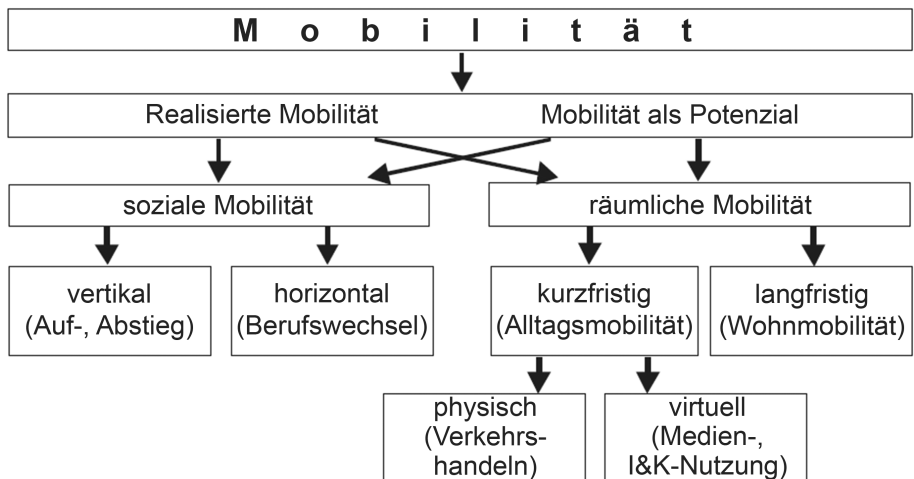 Mobilität
Realisierte Mobilität Mobilität als Potenzial
soziale Mobilität
räumliche Mobilität
vertikal
(Auf-, Abstieg)
horizontal
(Berufswechsel)
kurzfristig
(Alltagsmobilität)
langfristig
(Wohnmobilität)
physisch
(Verkehrs-
handeln)
virtuell
(Medien-,
I&K-Nutzung)